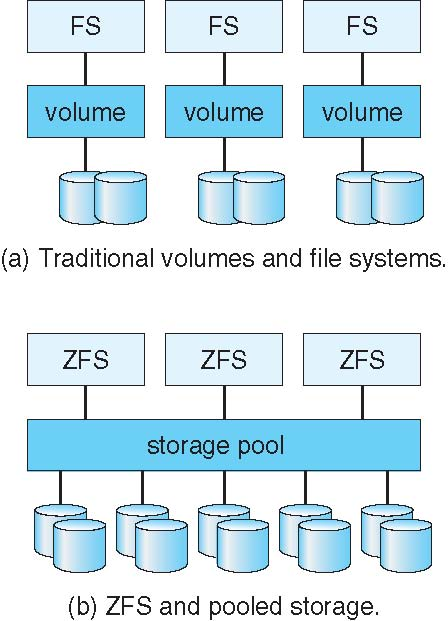 FS FS FS
volume volume volume
(a) Traditional volumes and file systems.
ZFS ZFS ZFS
storage pool
(b) ZFS and pooled storage.